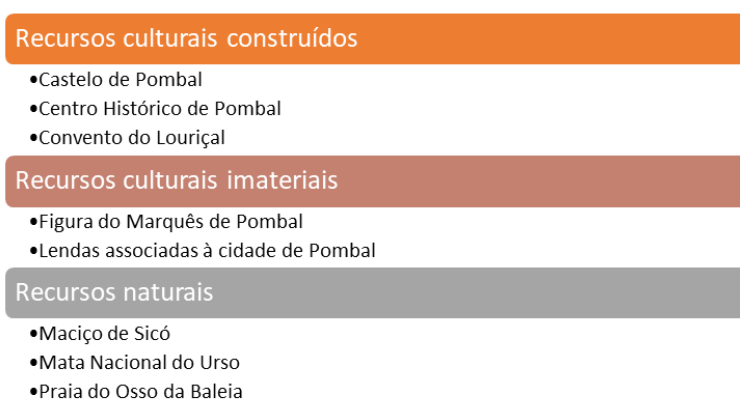 Recursos culturais construídos
•Castelo de Pombal
•Centro Histórico de Pombal
•Convento do Louriçal
Recursos culturais imateriais
•Figura do Marquês de Pombal
•Lendas associadas à cidade de Pombal
Recursos naturais
•Maciço de Sicó
•Mata Nacional do Urso
•Praia do Osso da Baleia